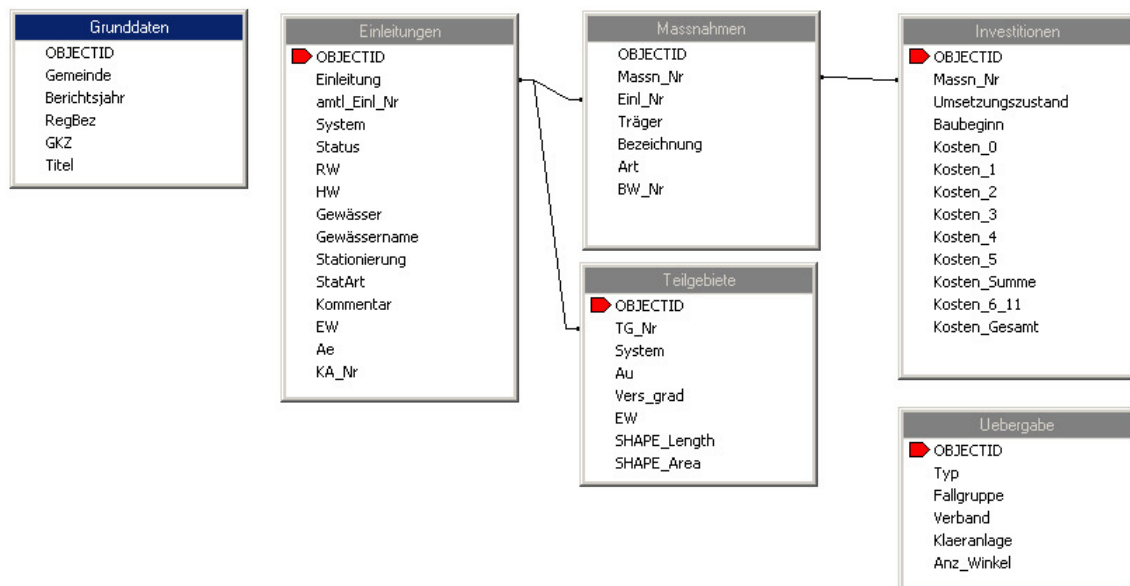 Grunddaten
OBJECTID
Gemeinde
Berichtsjahr
RegBez
GKZ
Titel
Einleitungen
OBJECTID
Einleitung
amtl_Einl_Nr
System
Status
RW
HW
Gewässer
Gewässername
Stationierung
StatArt
Kommentar
EW
Ae
KA_Nr
Massnahmen
OBJECTID
Massn_Nr
Einl_Nr
Träger
Bezeichnung
Art
BW_Nr
Teilgebiete
OBJECTID
TG_Nr
System
Au
Vers_grad
EW
SHAPE_Length
SHAPE_Area
Investitionen
OBJECTID
Massn_Nr
Umsetzungszustand
Baubeginn
Kosten_0
Kosten_1
Kosten_2
Kosten_3
Kosten_4
Kosten_5
Kosten_Summe
Kosten_6_11
Kosten_Gesamt
Uebergabe
OBJECTID
Typ
Fallgruppe
Verband
Klaeranlage
Anz_Winkel